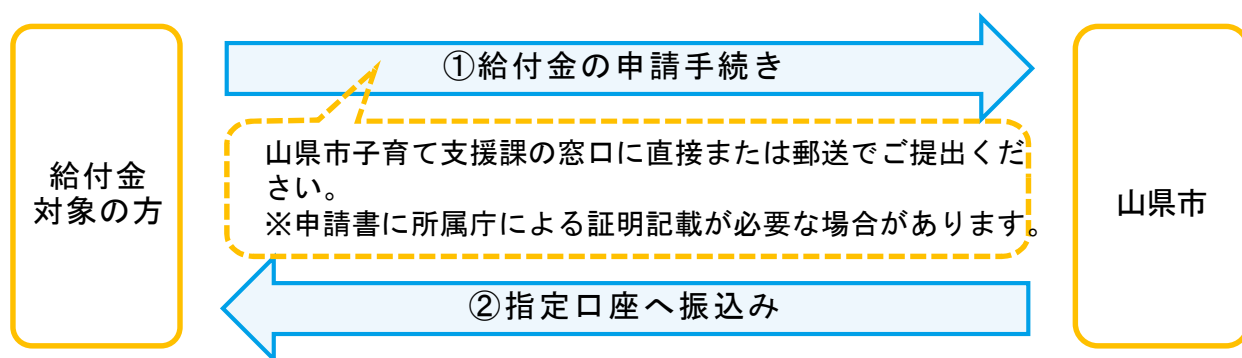 ①給付金の申請手続き
給付金
対象の方
山県市子育て支援課の窓口に直接または郵送でご提出くだ
さい。
※申請書に所属庁による証明記載が必要な場合があります。
山県市
②指定口座へ振込み